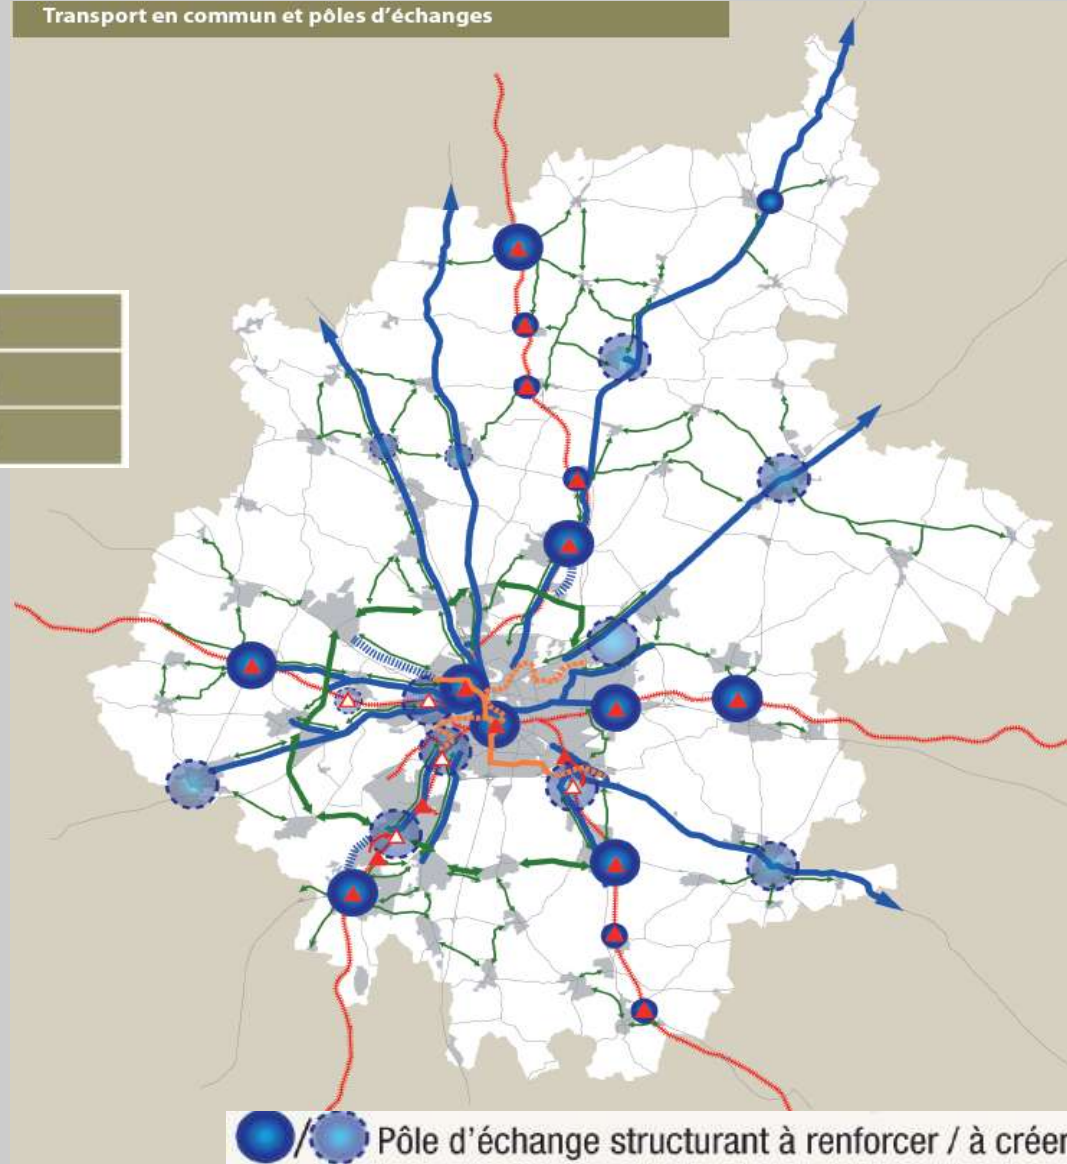 Transport en commun et pôles d’échanges
/ Pôle d’échange structurant à renforcer / à créer